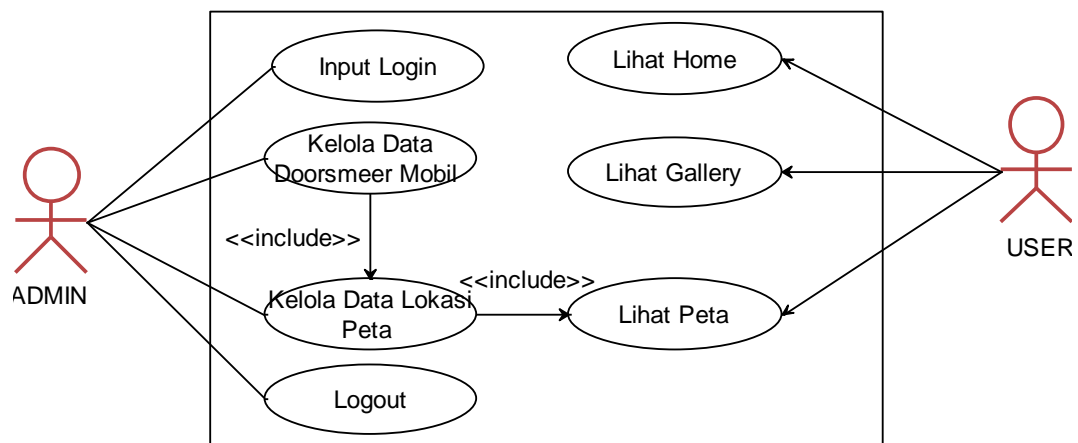 Input Login
Lihat Home
Kelola Data
Doorsmeer Mobil
Lihat Gallery
USER
<<include>>
<<include>>
ADMIN
Kelola Data Lokasi
Peta
Lihat Peta
Logout